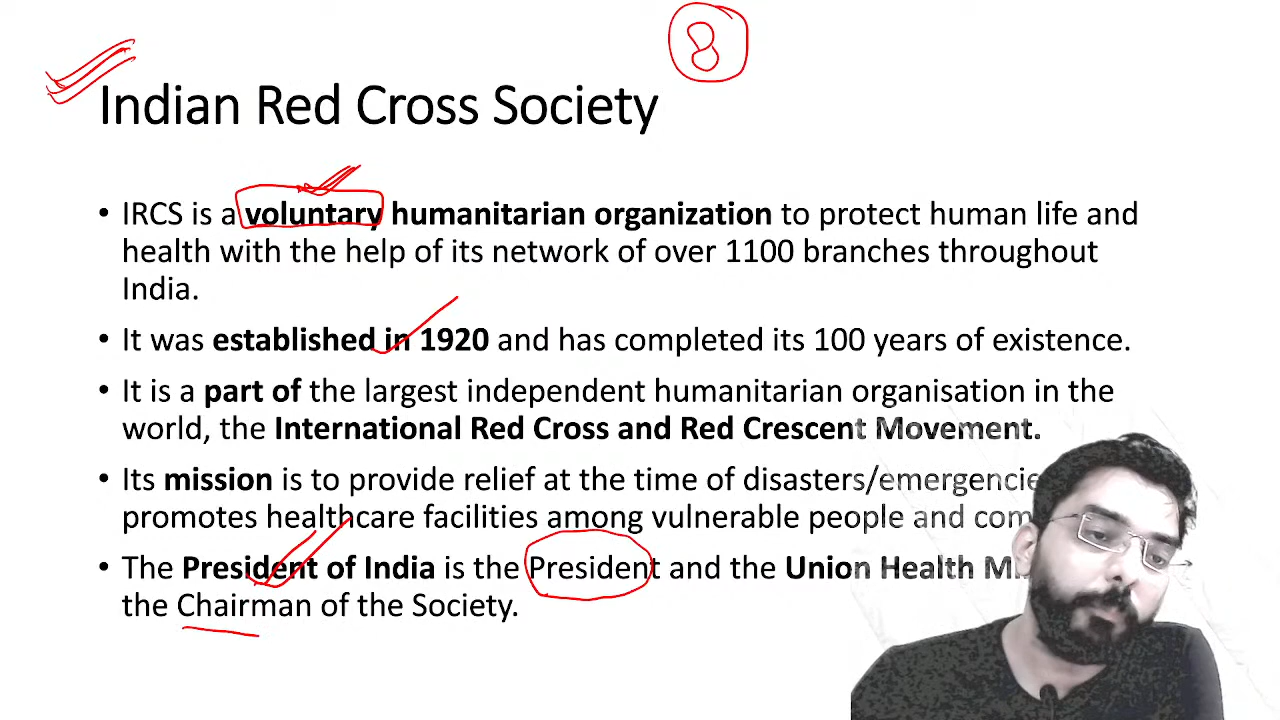 8
Indian Red Cross Society
• IRCS is a voluntary humanitarian organization to protect human life and
health with the help of its network of over 1100 branches throughout
India.
• It was established in 1920 and has completed its 100 years of existence.
• It is a part of the largest independent humanitarian organisation in the
world, the International Red Cross and Red Crescent Movement.
• Its mission is to provide relief at the time of disasters/emergencie
promotes healthcare facilities among vulnerable people and com
• The President of India is the President and the Union Health M
the Chairman of the Society.